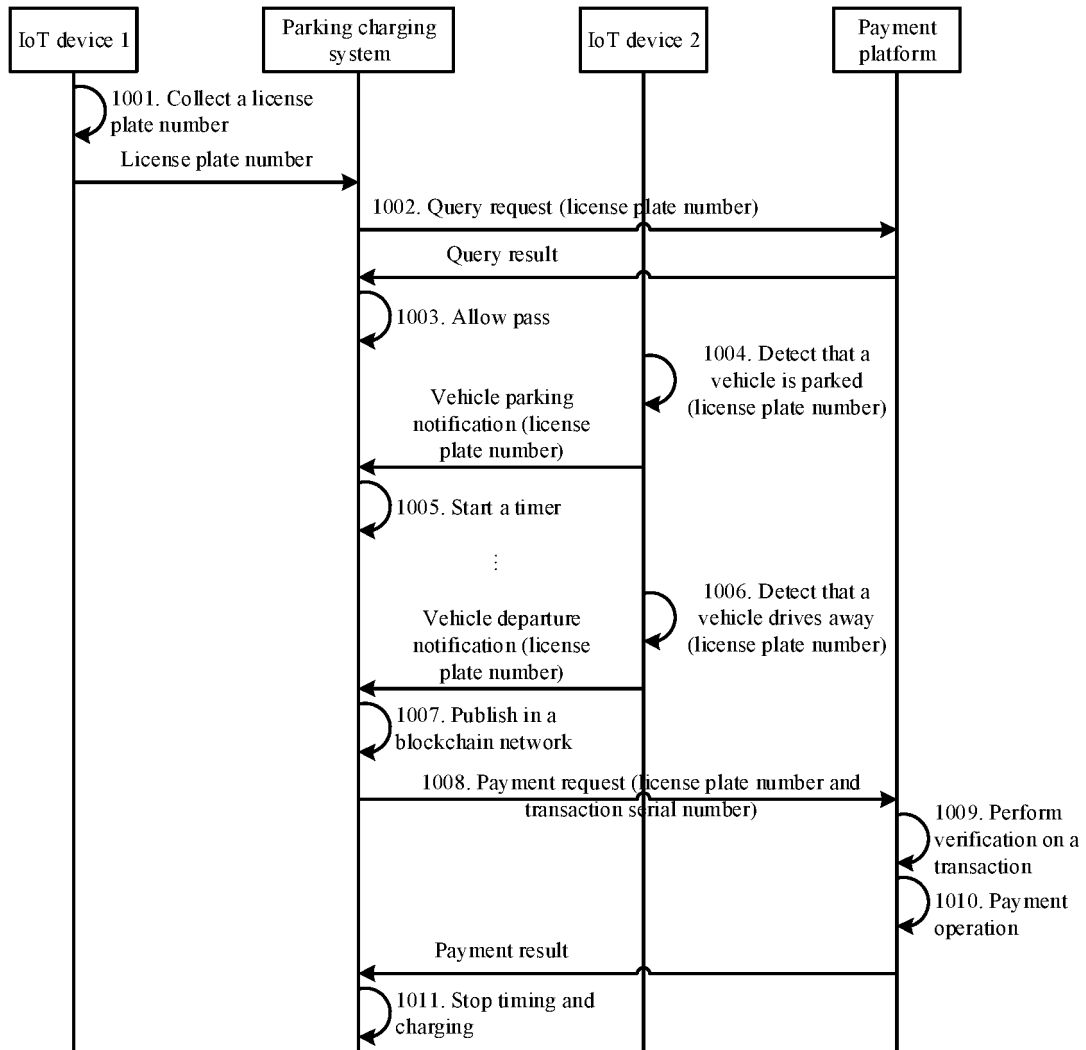 IoT device 1
Parking charging
system
IoT device 2
Payment
platform
1001. Collect a license
plate number
License plate number
1002. Query request (license plate number)
Query result
1003. Allow pass
1004. Detect that a
vehicle is parked
(license plate number)
Vehicle parking
notification (license
plate number)
1005. Start a timer
⋮
1006. Detect that a
vehicle drives away
(license plate number)
Vehicle departure
notification (license
plate number)
1007. Publish in a
blockchain network
1008. Payment request (license plate number and
transaction serial number)
1009. Perform
verification on a
transaction
1010. Payment
operation
Payment result
1011. Stop timing and
charging